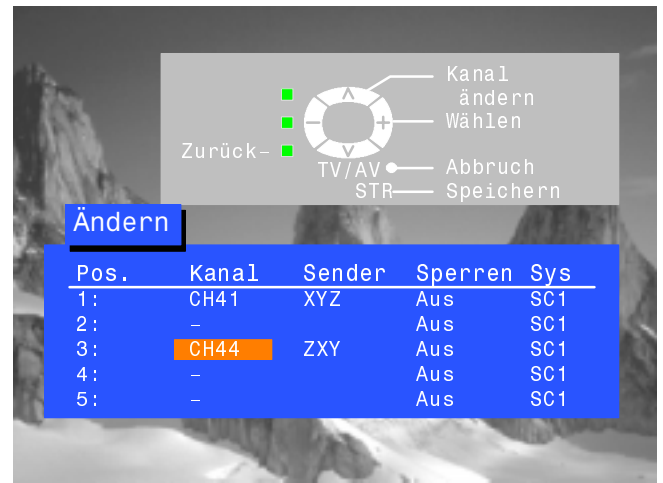 Kanal
ändern
Wählen
Zurück–
TV/AV Abbruch
STR Speichern
Ändern
Pos. Kanal Sender Sperren Sys
1: CH41 XYZ Aus SC1
2: – Aus SC1
3: CH44 ZXY Aus SC1
4: – Aus SC1
5: – Aus SC1